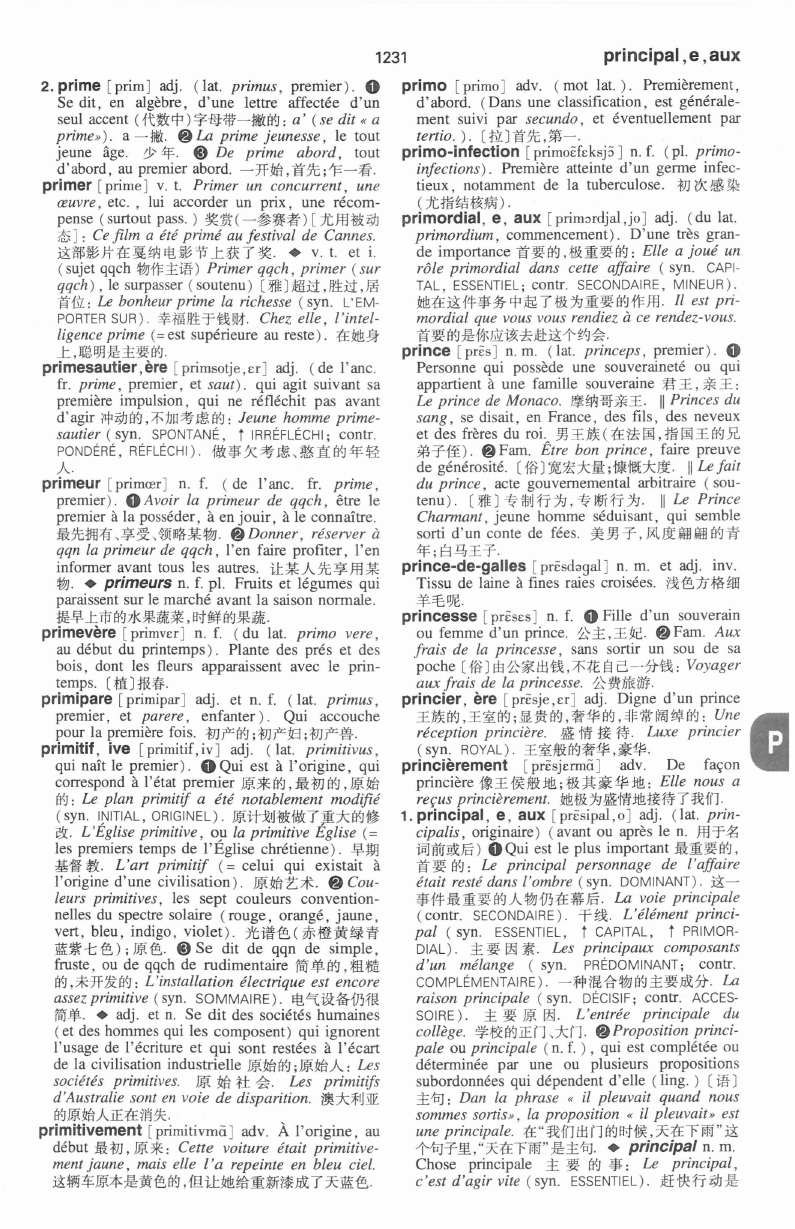 1231
principal,e,aux
2. prime [prim] adj. (lat. primus, premier). ❶
Se dit, en algèbre, d'une lettre affectée d'un
seul accent (代数中)字母带一撇的: a' (se dit « a
prime»). a 一撇. ❷ La prime jeunesse, le tout
jeune âge. 少年. ❸ De prime abord, tout
d'abord, au premier abord. 一开始,首先;乍一看.
primer [prime] v. t. Primer un concurrent, une
œuvre, etc., lui accorder un prix, une récom-
pense (surtout pass.) 奖赏(一参赛者)[尤用被动
态]: Ce film a été primé au festival de Cannes.
这部影片在戛纳电影节上获了奖. ◆ v. t. et i.
(sujet qqch 物作主语) Primer qqch, primer (sur
qqch), le surpasser (soutenu) [雅]超过,胜过,居
首位: Le bonheur prime la richesse (syn. L'EM-
PORTER SUR). 幸福胜于钱财. Chez elle, l'intel-
ligence prime (= est supérieure au reste). 在她身
上,聪明是主要的.
primesautier,ère [primsotje,ɛr] adj. (de l'anc.
fr. prime, premier, et saut). qui agit suivant sa
première impulsion, qui ne réfléchit pas avant
d'agir 冲动的,不加考虑的: Jeune homme prime-
sautier (syn. SPONTANÉ, ↑ IRRÉFLÉCHI; contr.
PONDÉRÉ, RÉFLÉCHI). 做事欠考虑、憨直的年轻
人.
primeur [primœr] n. f. (de l'anc. fr. prime,
premier). ❶ Avoir la primeur de qqch, être le
premier à la posséder, à en jouir, à le connaître.
最先拥有、享受、领略某物. ❷ Donner, réserver à
qqn la primeur de qqch, l'en faire profiter, l'en
informer avant tous les autres. 让某人先享用某
物. ◆ primeurs n. f. pl. Fruits et légumes qui
paraissent sur le marché avant la saison normale.
提早上市的水果蔬菜,时鲜的果蔬.
primevère [primvɛr] n. f. (du lat. primo vere,
au début du printemps). Plante des prés et des
bois, dont les fleurs apparaissent avec le prin-
temps. [植]报春.
primipare [primipar] adj. et n. f. (lat. primus,
premier, et parere, enfanter). Qui accouche
pour la première fois. 初产的;初产妇;初产兽.
primitif, ive [primitif,iv] adj. (lat. primitivus,
qui naît le premier). ❶ Qui est à l'origine, qui
correspond à l'état premier 原来的,最初的,原始
的: Le plan primitif a été notablement modifié
(syn. INITIAL, ORIGINEL). 原计划被做了重大的修
改. L'Église primitive, ou la primitive Église (=
les premiers temps de l'Église chrétienne). 早期
基督教. L'art primitif (= celui qui existait à
l'origine d'une civilisation). 原始艺术. ❷ Cou-
leurs primitives, les sept couleurs convention-
nelles du spectre solaire (rouge, orangé, jaune,
vert, bleu, indigo, violet). 光谱色(赤橙黄绿青
蓝紫七色);原色. ❸ Se dit de qqn de simple,
fruste, ou de qqch de rudimentaire 简单的,粗糙
的,未开发的: L'installation électrique est encore
assez primitive (syn. SOMMAIRE). 电气设备仍很
简单. ◆ adj. et n. Se dit des sociétés humaines
(et des hommes qui les composent) qui ignorent
l'usage de l'écriture et qui sont restées à l'écart
de la civilisation industrielle 原始的;原始人: Les
sociétés primitives. 原始社会. Les primitifs
d'Australie sont en voie de disparition. 澳大利亚
的原始人正在消失.
primitivement [primitivmɑ̃] adv. À l'origine, au
début 最初,原来: Cette voiture était primitive-
ment jaune, mais elle l'a repeinte en bleu ciel.
这辆车原本是黄色的,但让她给重新漆成了天蓝色.
primo [primo] adv. (mot lat.). Premièrement,
d'abord. (Dans une classification, est générale-
ment suivi par secundo, et éventuellement par
tertio.). [拉]首先,第一.
primo-infection [primoɛ̃fɛksjɔ̃] n. f. (pl. primo-
infections). Première atteinte d'un germe infec-
tieux, notamment de la tuberculose. 初次感染
(尤指结核病).
primordial, e, aux [primɔrdjal,jo] adj. (du lat.
primordium, commencement). D'une très gran-
de importance 首要的,极重要的: Elle a joué un
rôle primordial dans cette affaire (syn. CAPI-
TAL, ESSENTIEL; contr. SECONDAIRE, MINEUR).
她在这件事务中起了极为重要的作用. Il est pri-
mordial que vous vous rendiez à ce rendez-vous.
首要的是你应该去赴这个约会.
prince [prɛ̃s] n. m. (lat. princeps, premier). ❶
Personne qui possède une souveraineté ou qui
appartient à une famille souveraine 君王,亲王:
Le prince de Monaco. 摩纳哥亲王. ‖ Princes du
sang, se disait, en France, des fils, des neveux
et des frères du roi. 男王族(在法国,指国王的兄
弟子侄). ❷ Fam. Être bon prince, faire preuve
de générosité. [俗]宽宏大量;慷慨大度. ‖ Le fait
du prince, acte gouvernemental arbitraire (sou-
tenu). [雅]专制行为,专断行为. ‖ Le Prince
Charmant, jeune homme séduisant, qui semble
sorti d'un conte de fées. 美男子,风度翩翩的青
年;白马王子.
prince-de-galles [prɛ̃sdəgal] n. m. et adj. inv.
Tissu de laine à fines raies croisées. 浅色方格细
羊毛呢.
princesse [prɛ̃sɛs] n. f. ❶ Fille d'un souverain
ou femme d'un prince. 公主,王妃. ❷ Fam. Aux
frais de la princesse, sans sortir un sou de sa
poche [俗]由公家出钱,不花自己一分钱: Voyager
aux frais de la princesse. 公费旅游.
princier, ère [prɛ̃sje,ɛr] adj. Digne d'un prince
王族的,王室的;显贵的,奢华的,非常阔绰的: Une
réception princière. 盛情接待. Luxe princier
(syn. ROYAL). 王室般的奢华,豪华.
princièrement [prɛ̃sjɛrmɑ̃] adv. De façon
princière 像王侯般地;极其豪华地: Elle nous a
reçus princièrement. 她极为盛情地接待了我们.
1. principal, e, aux [prɛ̃sipal,o] adj. (lat. prin-
cipalis, originaire) (avant ou après le n. 用于名
词前或后) ❶ Qui est le plus important 最重要的,
首要的: Le principal personnage de l'affaire
était resté dans l'ombre (syn. DOMINANT). 这一
事件最重要的人物仍在幕后. La voie principale
(contr. SECONDAIRE). 干线. L'élément princi-
pal (syn. ESSENTIEL, ↑ CAPITAL, ↑ PRIMOR-
DIAL). 主要因素. Les principaux composants
d'un mélange (syn. PRÉDOMINANT; contr.
COMPLÉMENTAIRE). 一种混合物的主要成分. La
raison principale (syn. DÉCISIF; contr. ACCES-
SOIRE). 主要原因. L'entrée principale du
collège. 学校的正门、大门. ❷ Proposition princi-
pale ou principale (n. f.), qui est complétée ou
déterminée par une ou plusieurs propositions
subordonnées qui dépendent d'elle (ling.) [语]
主句: Dan la phrase « il pleuvait quand nous
sommes sortis», la proposition « il pleuvait» est
une principale. 在“我们出门的时候,天在下雨”这
个句子里,“天在下雨”是主句. ◆ principal n. m.
Chose principale 主要的事: Le principal,
c'est d'agir vite (syn. ESSENTIEL). 赶快行动是
P